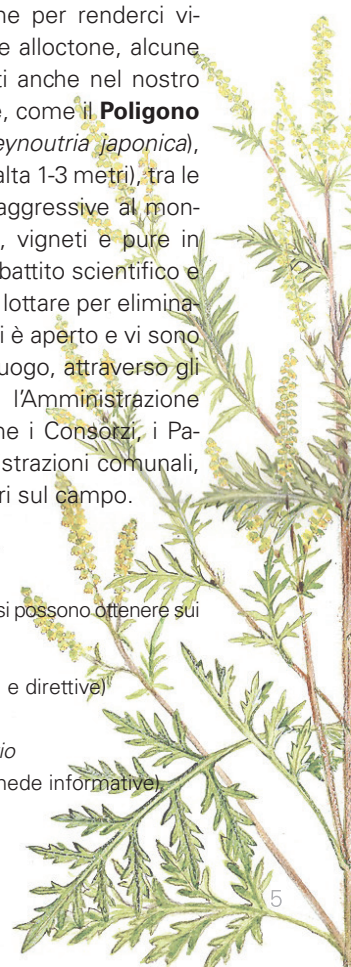 ne per renderci vi-
e alloctone, alcune
ti anche nel nostro
e, come il Poligono
eynoutria japonica),
alta 1-3 metri), tra le
aggressive al mon-
, vigneti e pure in
battito scientifico e
lottare per elimina-
i è aperto e vi sono
uogo, attraverso gli
l'Amministrazione
ne i Consorzi, i Pa-
istrazioni comunali,
ri sul campo.
si possono ottenere sui
e direttive)
io
hede informative)
5